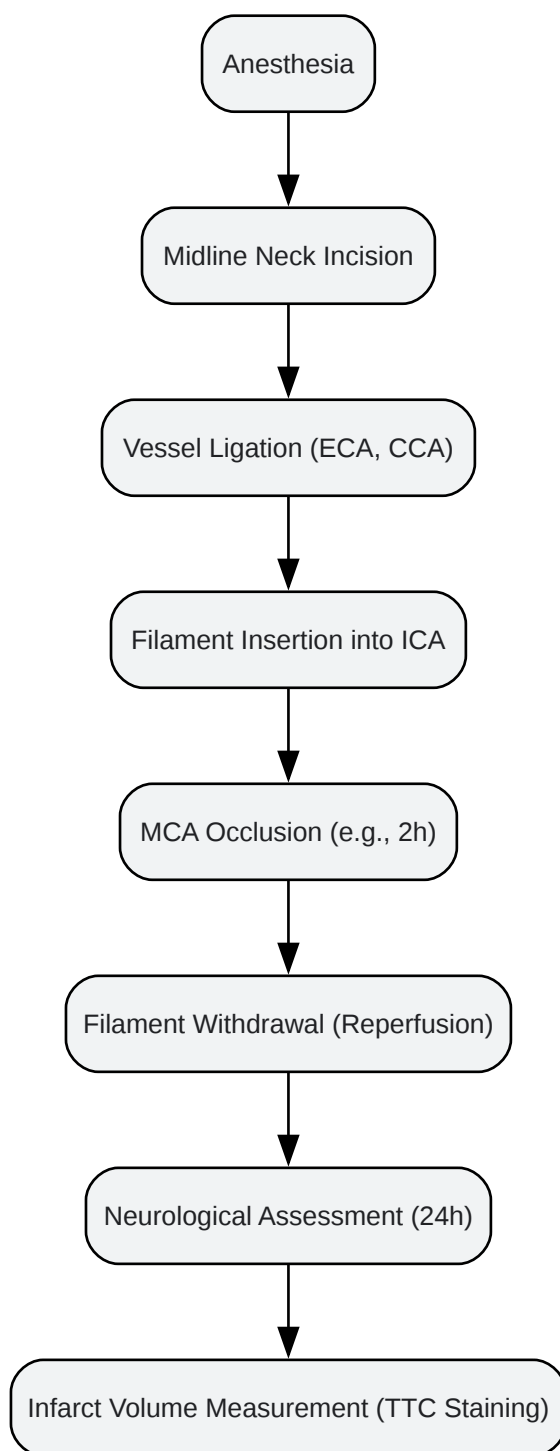 Anesthesia
Midline Neck Incision
Vessel Ligation (ECA, CCA)
Filament Insertion into ICA
MCA Occlusion (e.g., 2h)
Filament Withdrawal (Reperfusion)
Neurological Assessment (24h)
Infarct Volume Measurement (TTC Staining)